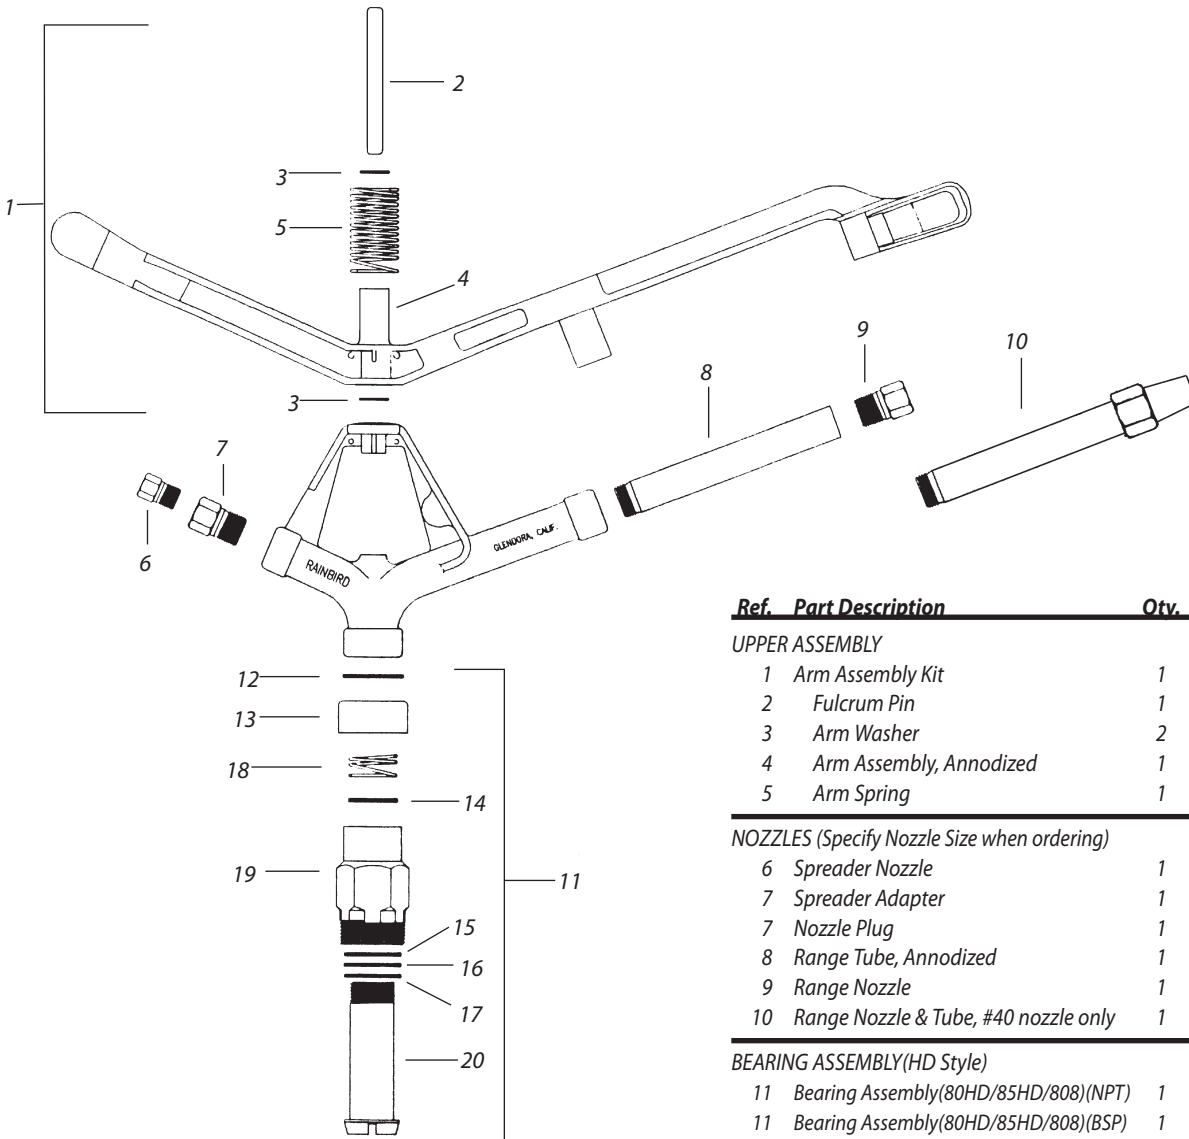 2
3
1
5
4
9
10
3
8
7
6
RAINBIRD
GLENDORA, CALIF.
12
13
18
14
19
11
15
16
17
20
Ref. Part Description Qty.
UPPER ASSEMBLY
1 Arm Assembly Kit 1
2 Fulcrum Pin 1
3 Arm Washer 2
4 Arm Assembly, Annodized 1
5 Arm Spring 1
NOZZLES (Specify Nozzle Size when ordering)
6 Spreader Nozzle 1
7 Spreader Adapter 1
7 Nozzle Plug 1
8 Range Tube, Annodized 1
9 Range Nozzle 1
10 Range Nozzle & Tube, #40 nozzle only 1
BEARING ASSEMBLY(HD Style)
11 Bearing Assembly(80HD/85HD/808)(NPT) 1
11 Bearing Assembly(80HD/85HD/808)(BSP) 1